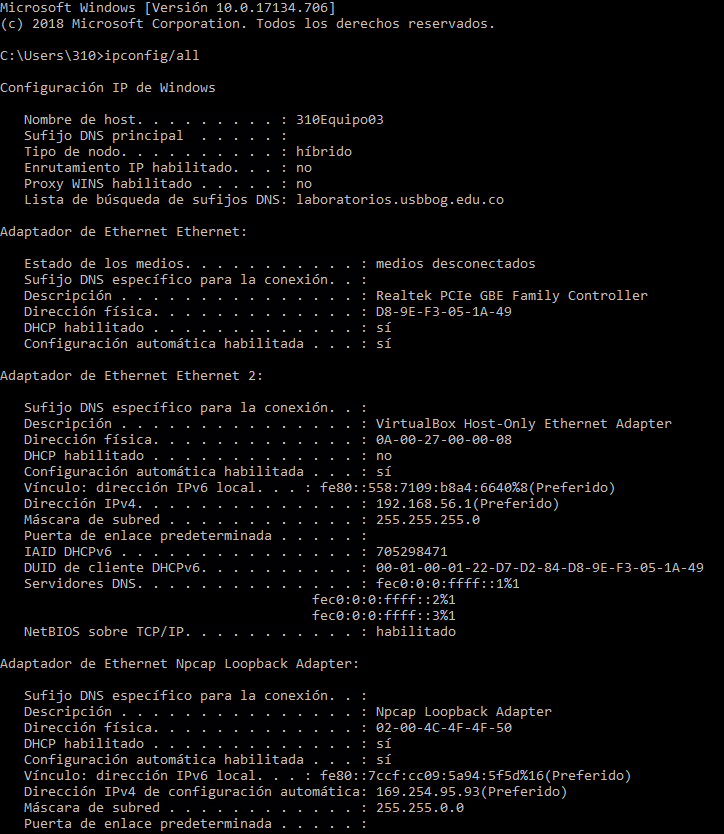 Microsoft Windows [Versión 10.0.17134.706]
(c) 2018 Microsoft Corporation. Todos los derechos reservados.
C:\Users\310>ipconfig/all
Configuración IP de Windows
Nombre de host. . . . . . . . . : 310Equipo03
Sufijo DNS principal  . . . . . :
Tipo de nodo. . . . . . . . . . : híbrido
Enrutamiento IP habilitado. . . : no
Proxy WINS habilitado . . . . . : no
Lista de búsqueda de sufijos DNS: laboratorios.usbbog.edu.co
Adaptador de Ethernet Ethernet:
Estado de los medios. . . . . . . . . . . : medios desconectados
Sufijo DNS específico para la conexión. . :
Descripción . . . . . . . . . . . . . . . : Realtek PCIe GBE Family Controller
Dirección física. . . . . . . . . . . . . : D8-9E-F3-05-1A-49
DHCP habilitado . . . . . . . . . . . . . : sí
Configuración automática habilitada . . . : sí
Adaptador de Ethernet Ethernet 2:
Sufijo DNS específico para la conexión. . :
Descripción . . . . . . . . . . . . . . . : VirtualBox Host-Only Ethernet Adapter
Dirección física. . . . . . . . . . . . . : 0A-00-27-00-00-08
DHCP habilitado . . . . . . . . . . . . . : no
Configuración automática habilitada . . . : sí
Vínculo: dirección IPv6 local. . . : fe80::558:7109:b8a4:6640%8(Preferido)
Dirección IPv4. . . . . . . . . . . . . . : 192.168.56.1(Preferido)
Máscara de subred . . . . . . . . . . . . : 255.255.255.0
Puerta de enlace predeterminada . . . . . :
IAID DHCPv6 . . . . . . . . . . . . . . . : 705298471
DUID de cliente DHCPv6. . . . . . . . . . : 00-01-00-01-22-D7-D2-84-D8-9E-F3-05-1A-49
Servidores DNS. . . . . . . . . . . . . . : fec0:0:0:ffff::1%1
fec0:0:0:ffff::2%1
fec0:0:0:ffff::3%1
NetBIOS sobre TCP/IP. . . . . . . . . . . : habilitado
Adaptador de Ethernet Npcap Loopback Adapter:
Sufijo DNS específico para la conexión. . :
Descripción . . . . . . . . . . . . . . . : Npcap Loopback Adapter
Dirección física. . . . . . . . . . . . . : 02-00-4C-4F-4F-50
DHCP habilitado . . . . . . . . . . . . . : sí
Configuración automática habilitada . . . : sí
Vínculo: dirección IPv6 local. . . : fe80::7ccf:cc09:5a94:5f5d%16(Preferido)
Dirección IPv4 de configuración automática: 169.254.95.93(Preferido)
Máscara de subred . . . . . . . . . . . . : 255.255.0.0
Puerta de enlace predeterminada . . . . . :